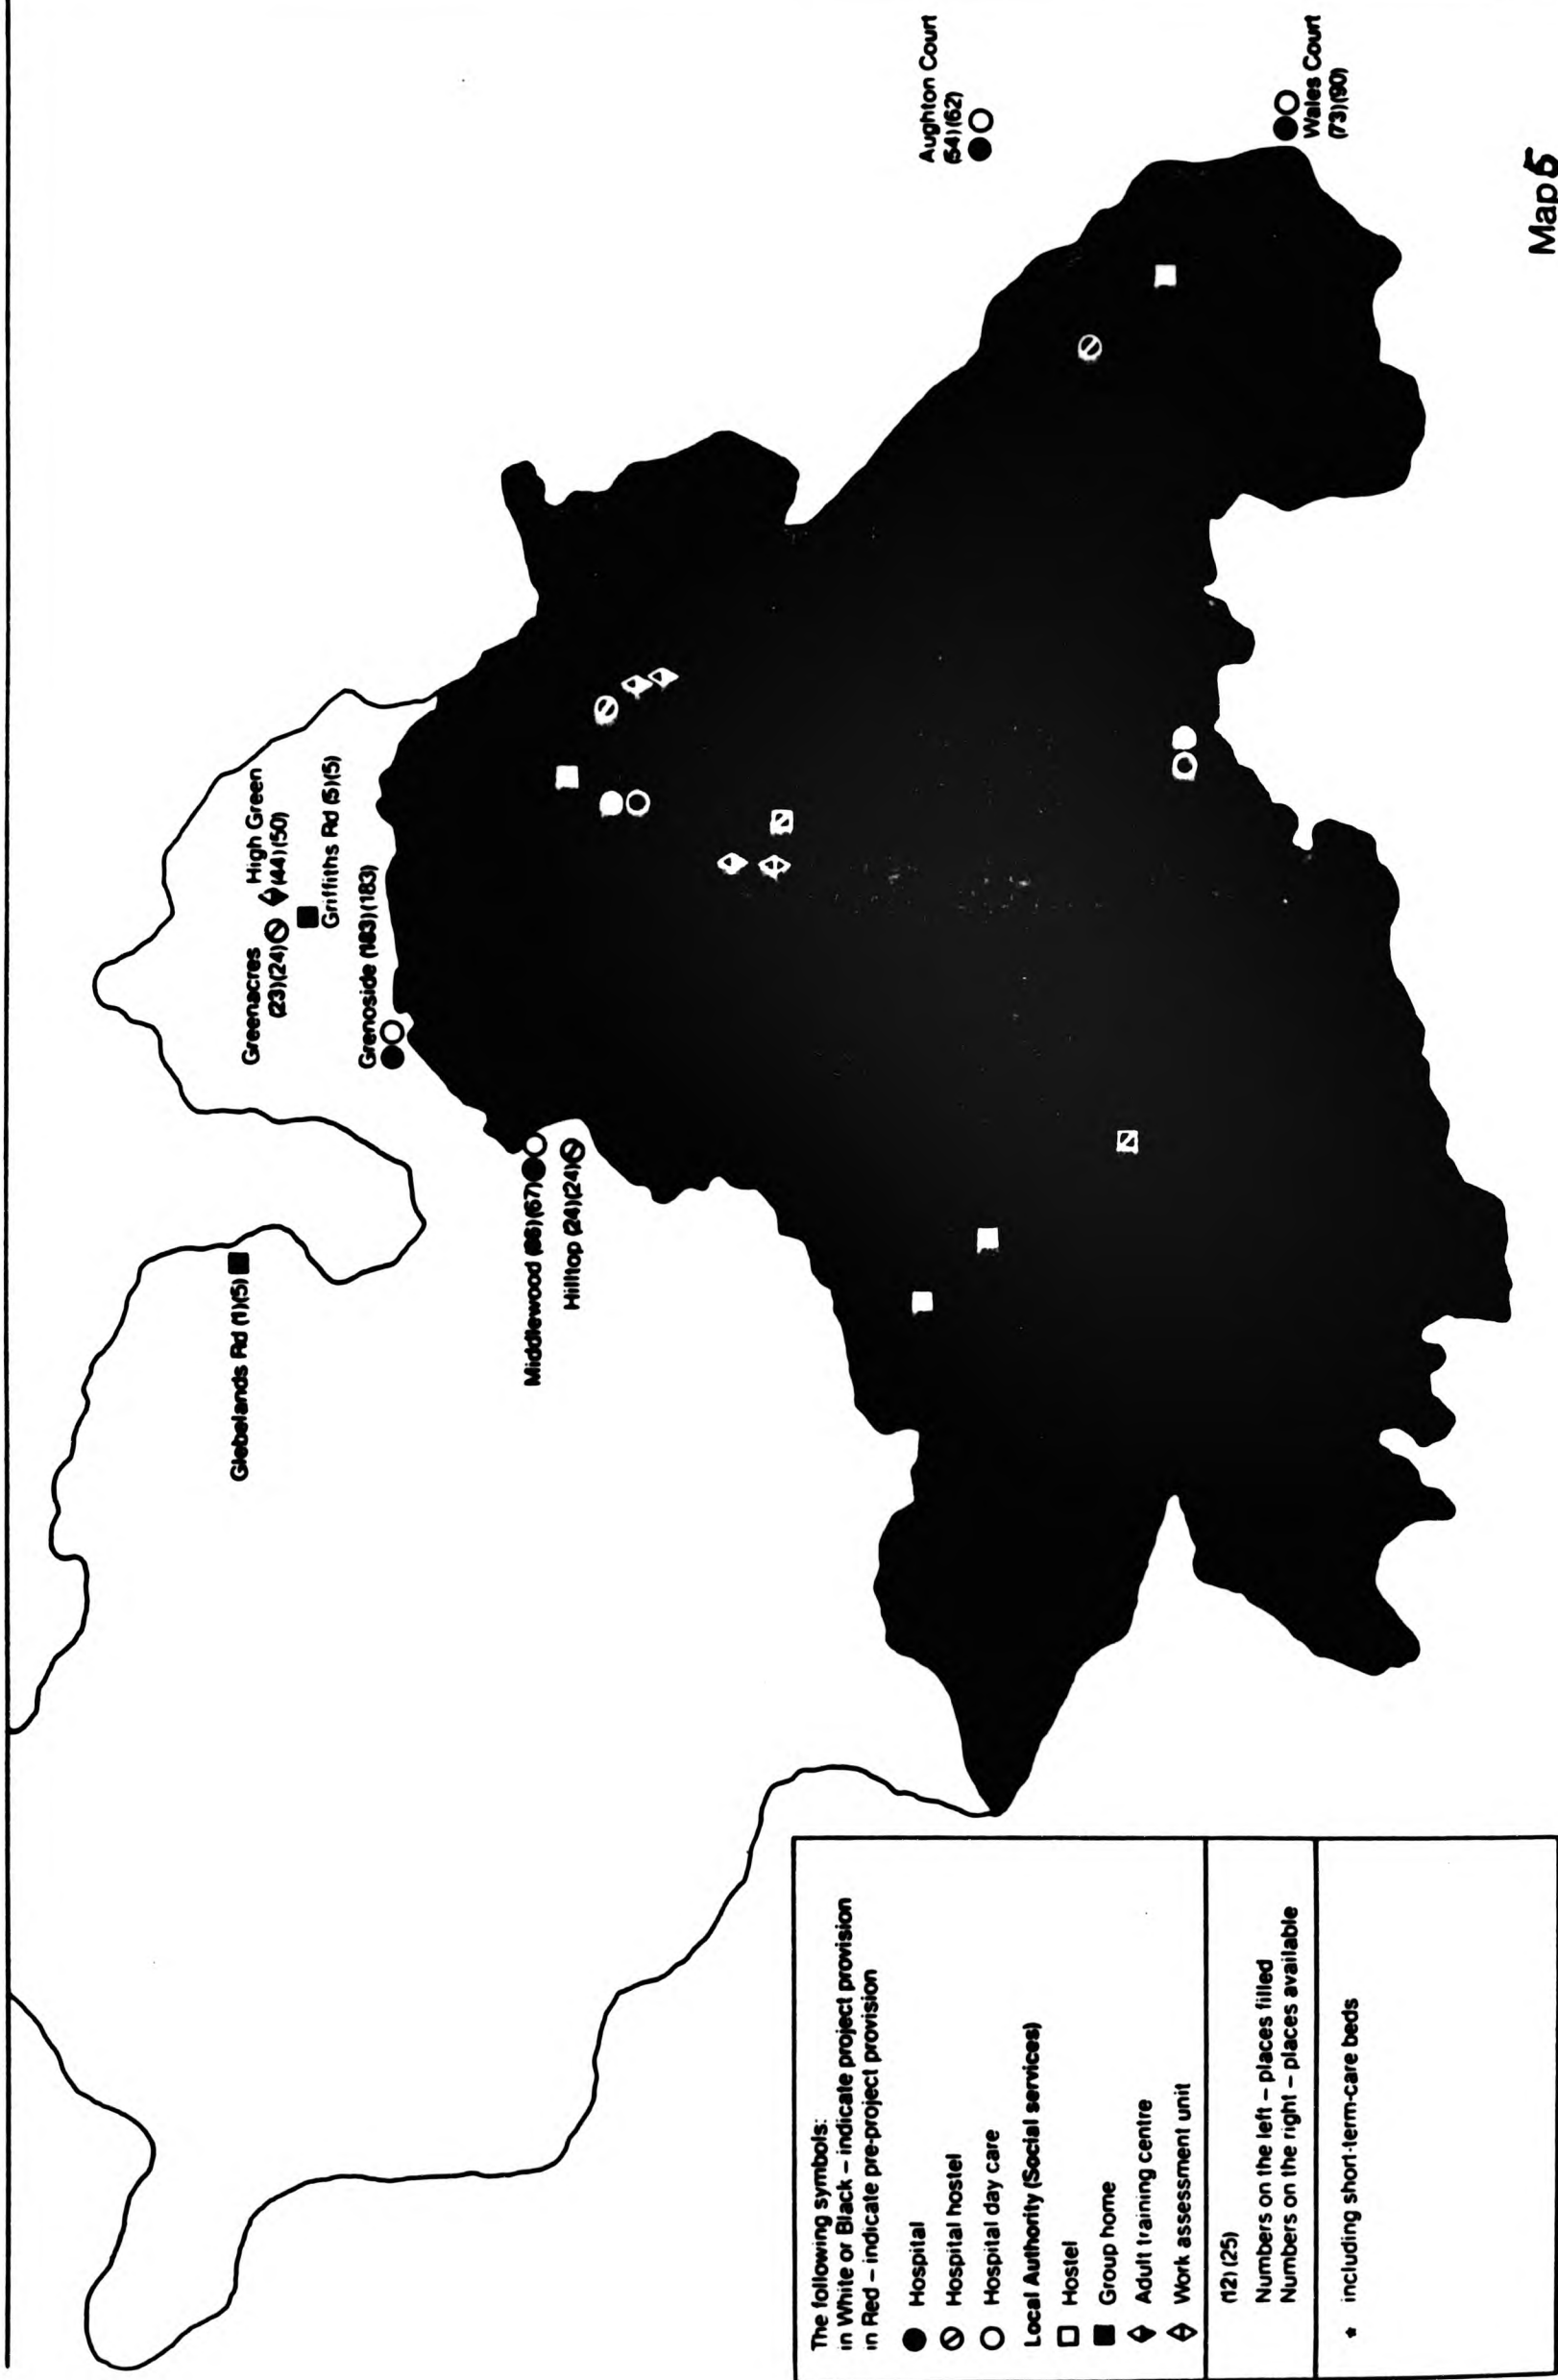 Glebelands Rd (1)(5)
Greenacres
(23)(24)
High Green
(44)(50)
Griffiths Rd (5)(5)
Grenoside (183)(183)
Middlewood (67)
Hilltop (24)(24)
Aughton Court
(54)(62)
Wales Court
(73)(90)
The following symbols:
in White or Black – indicate project provision
in Red – indicate pre-project provision
Hospital
Hospital hostel
Hospital day care
Local Authority (Social services)
Hostel
Group home
Adult training centre
Work assessment unit
(12) (25)
Numbers on the left – places filled
Numbers on the right – places available
* including short-term-care beds
Map 5